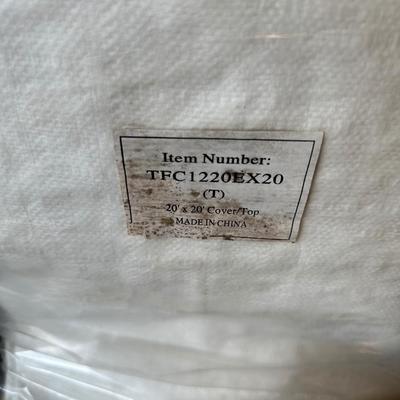 Item Number:
TFC1220EX20
(T)
20' x 20' Cover/Top
MADE IN CHINA